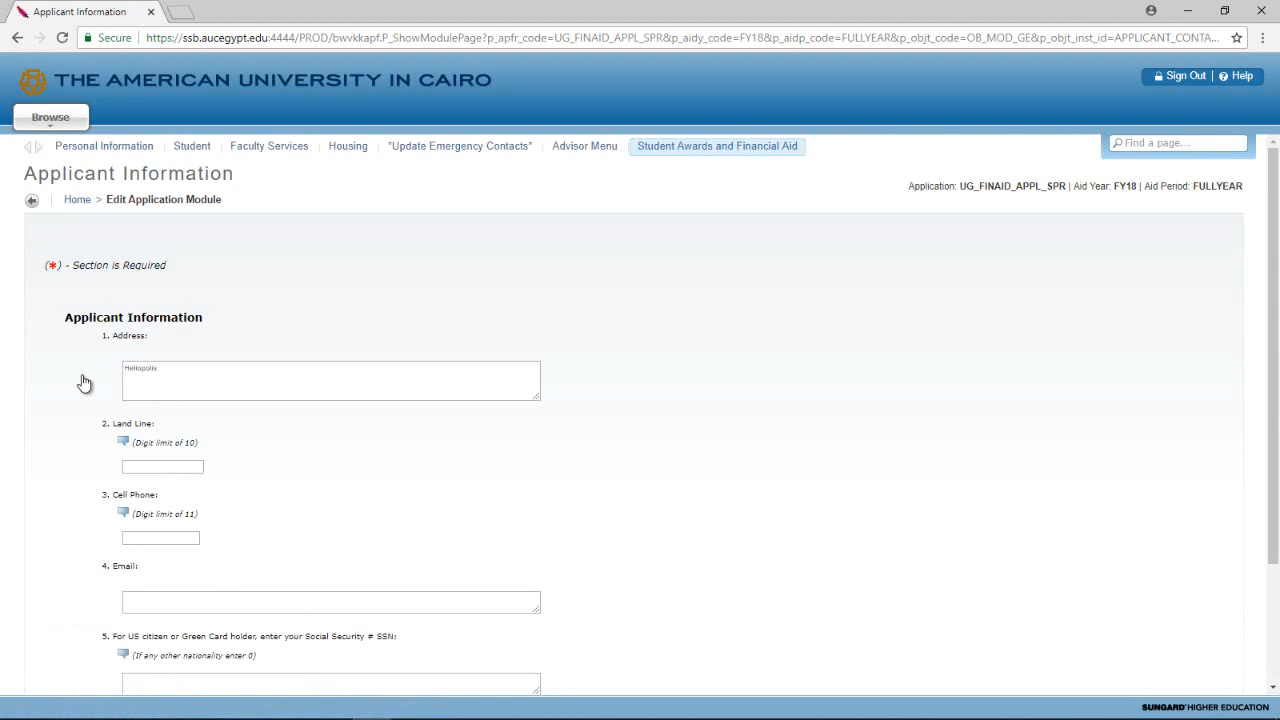 Applicant Information
Secure
https://ssb.aucegypt.edu:4444/PROD/bwvkkapf.P_ShowModulePage?p_apfr_code=UG_FINAID_APPL_SPR&p_aidy_code=FY18&p_aidp_code=FULLYEAR&p_objt_code=OB_MOD_GE&p_objt_inst_id=APPLICANT_CONTA...
THE AMERICAN UNIVERSITY IN CAIRO
Sign Out | Help
Browse
Personal Information | Student | Faculty Services | Housing | *Update Emergency Contacts* | Advisor Menu | Student Awards and Financial Aid
Find a page...
Applicant Information
Application: UG_FINAID_APPL_SPR | Aid Year: FY18 | Aid Period: FULLYEAR
Home > Edit Application Module
(*) - Section is Required
Applicant Information
1. Address:
Heliopolis
2. Land Line:
(Digit limit of 10)
3. Cell Phone:
(Digit limit of 11)
4. Email:
5. For US citizen or Green Card holder, enter your Social Security # SSN:
(If any other nationality enter 0)
SUNGARD HIGHER EDUCATION